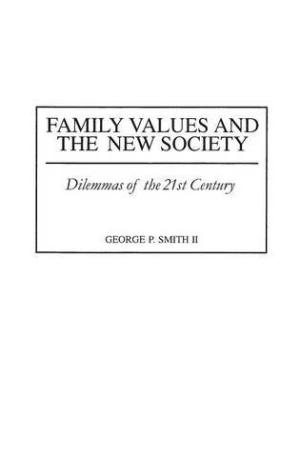 FAMILY VALUES AND
THE NEW SOCIETY
Dilemmas of the 21st Century
GEORGE P. SMITH II